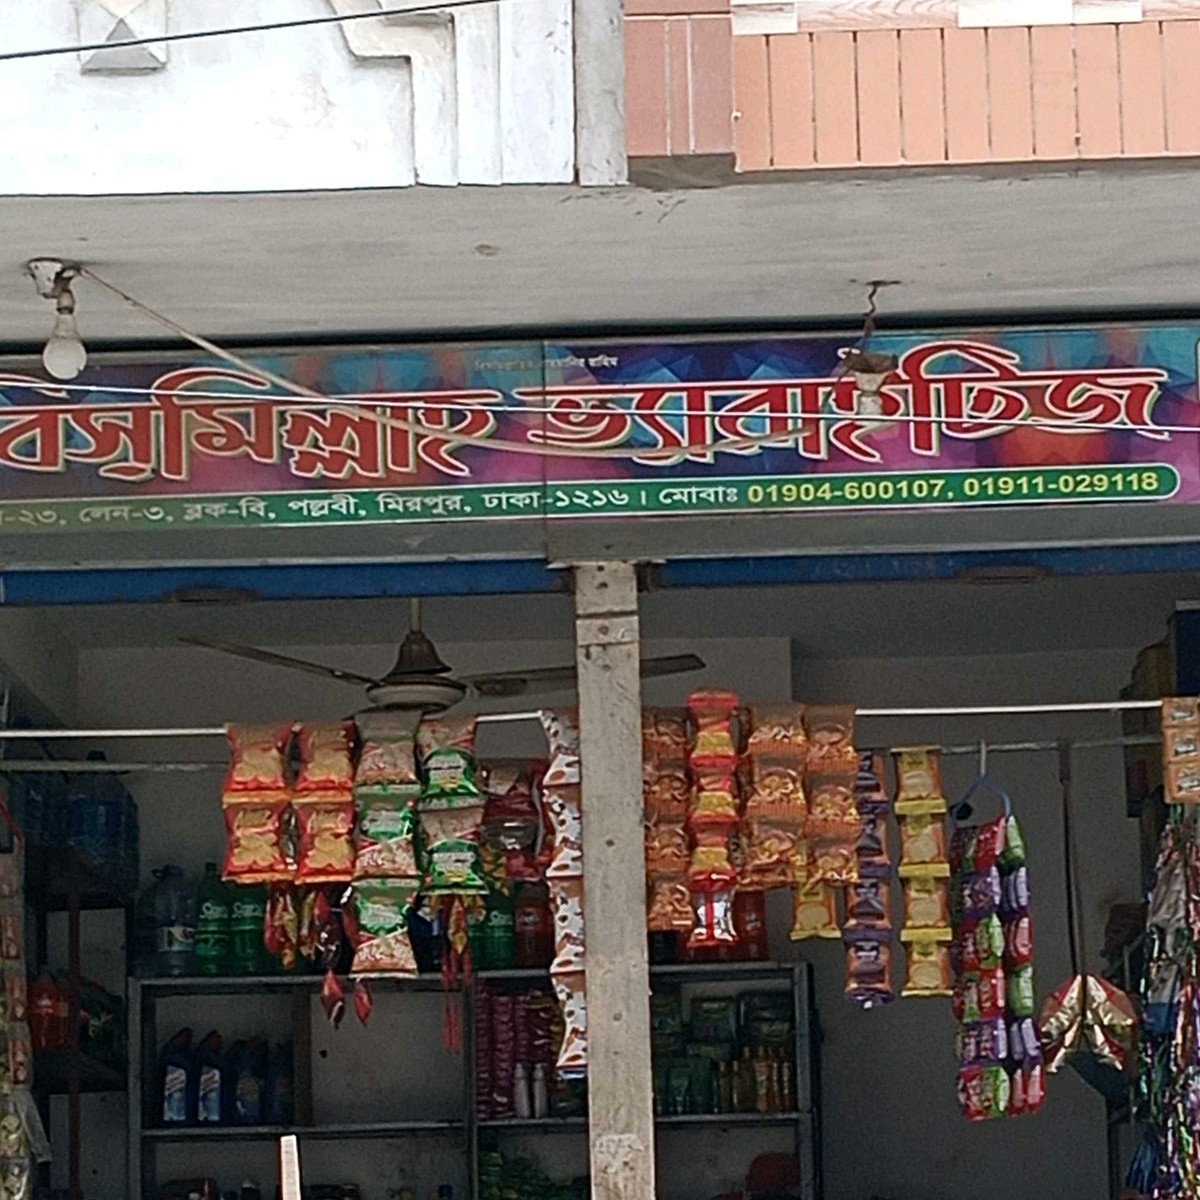 বিসমিল্লাহ ভ্যারাইটিজ
-২৩, লেন-৩, ব্লক-বি, পল্লবী, মিরপুর, ঢাকা-১২১৬। মোবাঃ 01904-600107, 01911-029118